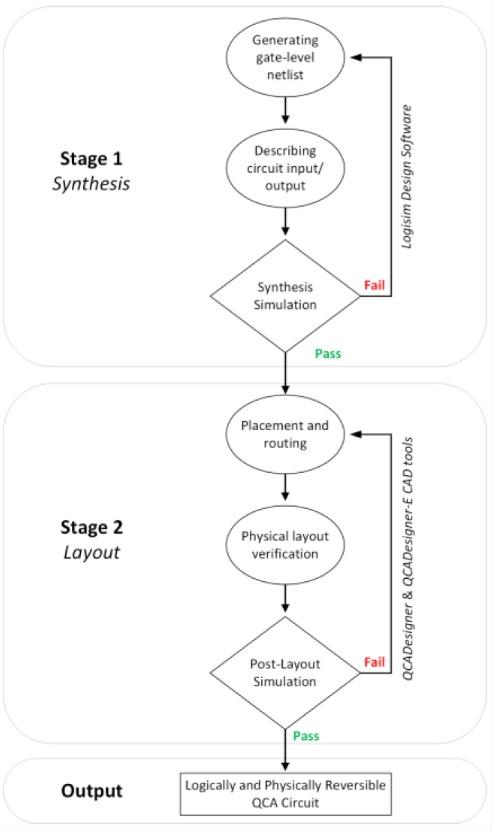 Generating
gate-level
netlist
Describing
circuit input/
output
Stage 1
Synthesis
Synthesis
Simulation
Fail
Logisim Design Software
Pass
Placement and
routing
Physical layout
verification
Stage 2
Layout
Post-Layout
Simulation
Fail
QCADesigner & QCADesigner-E CAD tools
Pass
Output
Logically and Physically Reversible
QCA Circuit